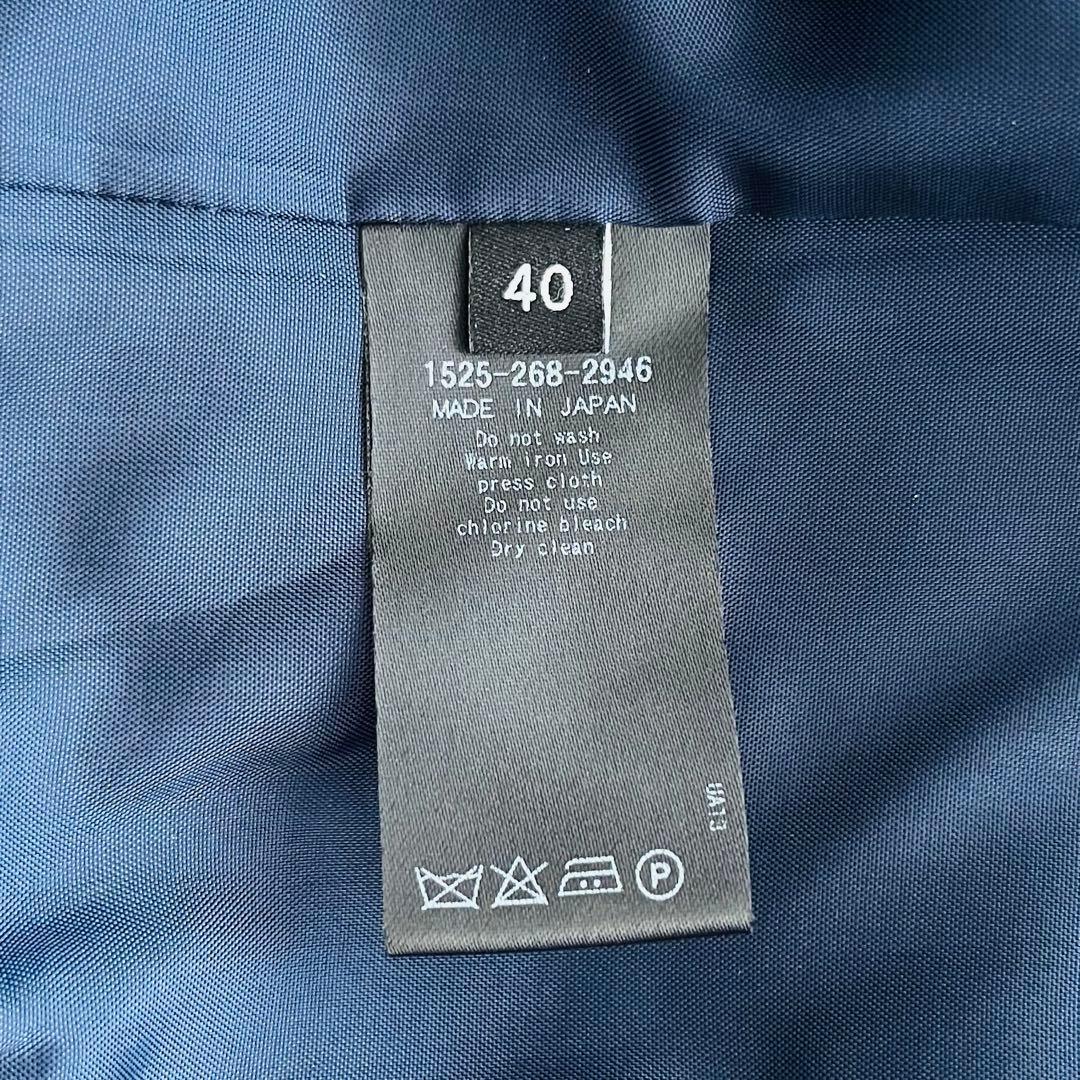 40
1525-268-2946
MADE IN JAPAN
Do not wash
Warm iron Use
press cloth
Do not use
chlorine bleach
Dry clean
UA13
P